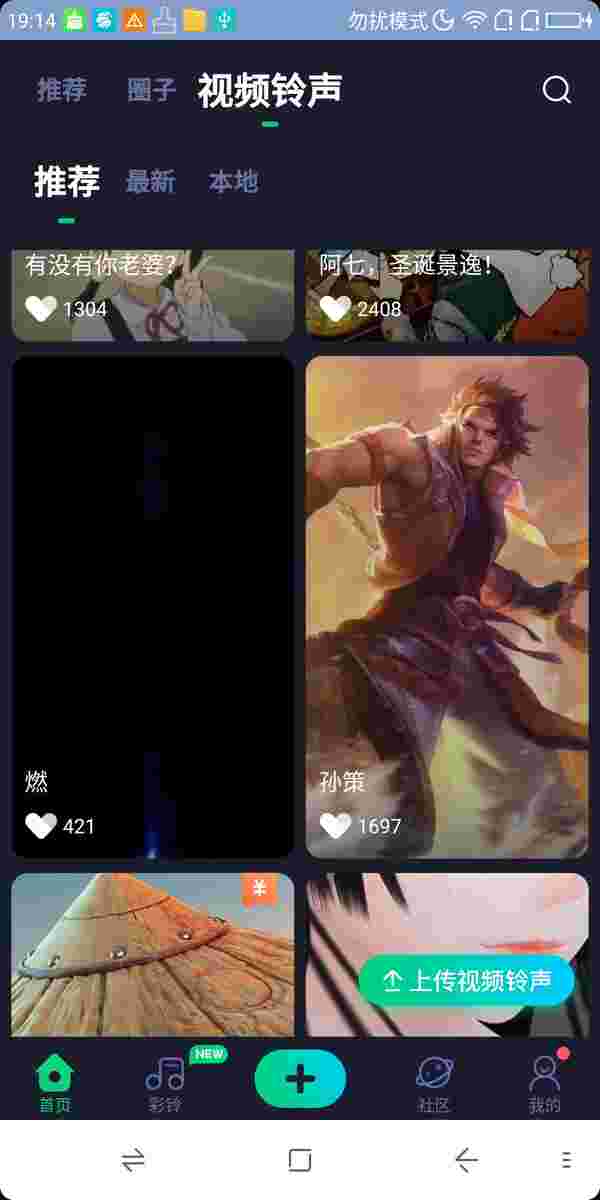 19:14 勿扰模式
推荐 圈子 视频铃声
推荐 最新 本地
有没有你老婆？
1304
阿七，圣诞景逸！
2408
燃
421
孙策
1697
¥
上传视频铃声
NEW
首页 彩铃 社区 我的